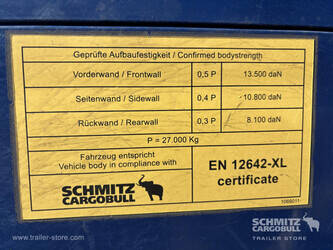 Geprüfte Aufbaufestigkeit / Confirmed bodystrength
Vorderwand / Frontwall 0,5 P 13.500 daN
Seitenwand / Sidewall 0,4 P 10.800 daN
Rückwand / Rearwall 0,3 P 8.100 daN
P = 27.000 Kg
Fahrzeug entspricht
Vehicle body in compliance with
EN 12642-XL
certificate
SCHMITZ
CARGOBULL
1066011
www.trailer-store.com
SCHMITZ
CARGOBULL
TRAILER STORE